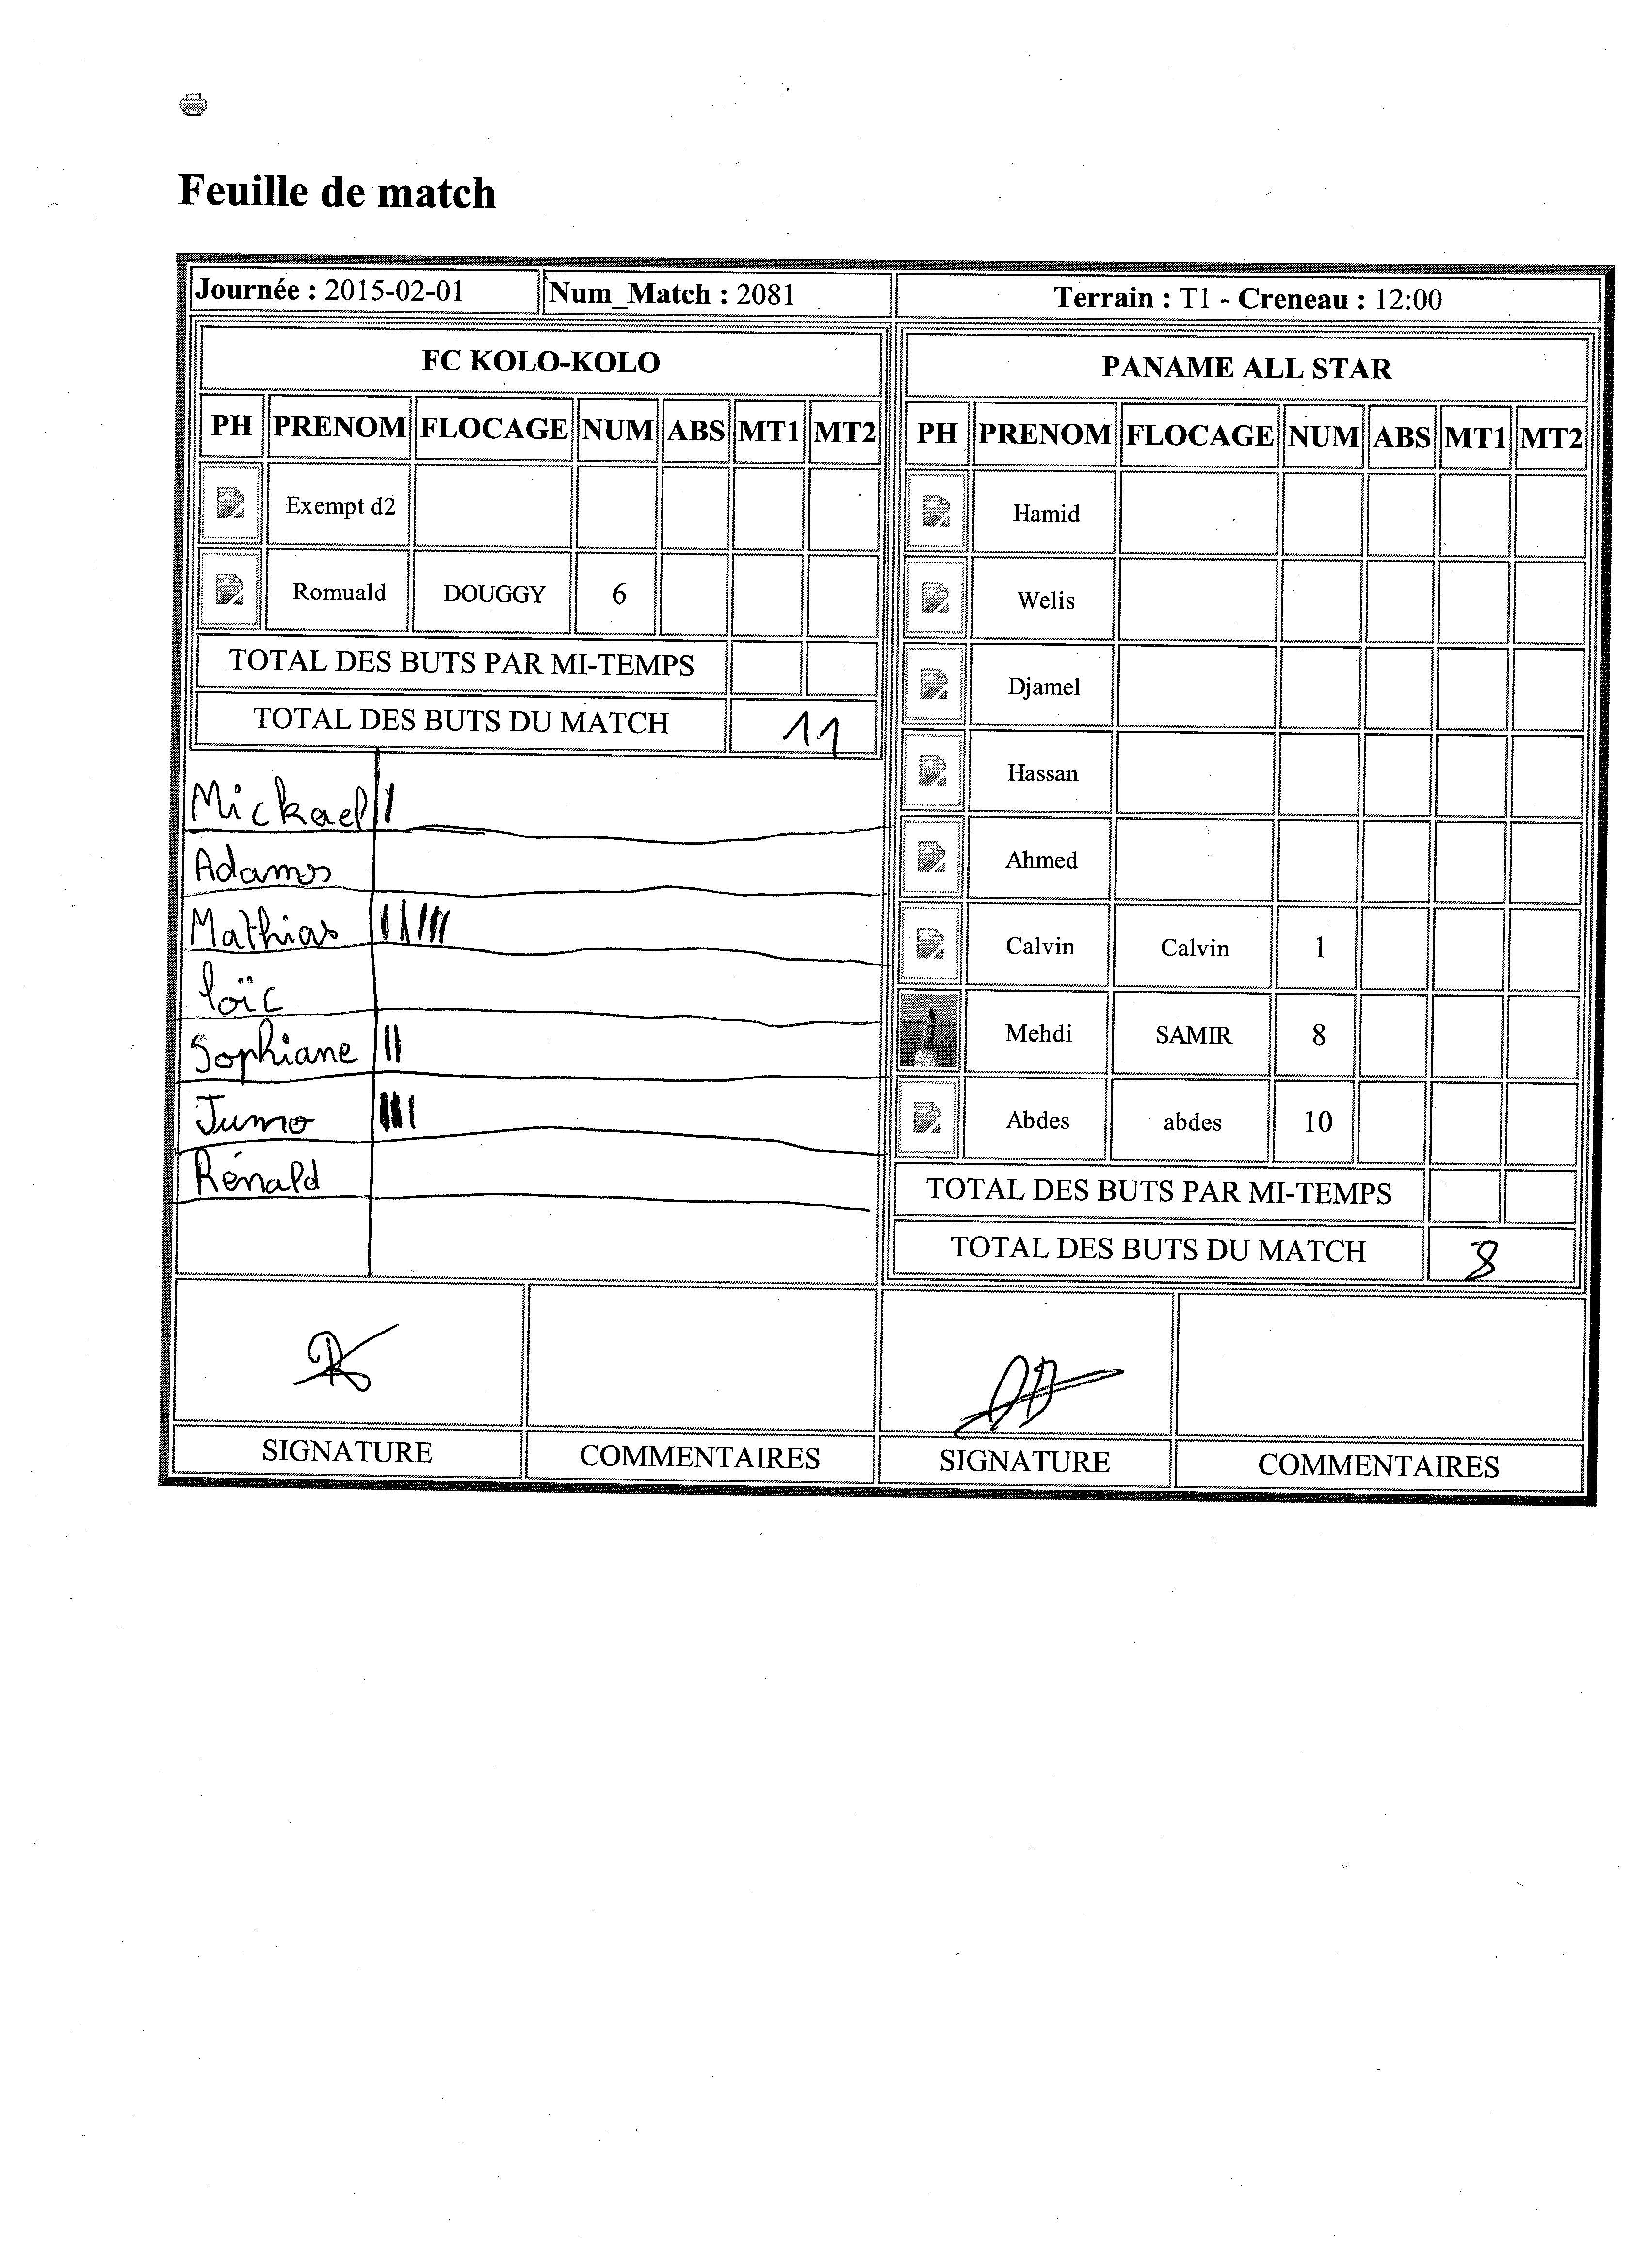 Feuille de match
Journée : 2015-02-01 Num_Match : 2081 Terrain : T1 - Creneau : 12:00
FC KOLO-KOLO
PH PRENOM FLOCAGE NUM ABS MT1 MT2
Exempt d2
Romuald DOUGGY 6
TOTAL DES BUTS PAR MI-TEMPS
TOTAL DES BUTS DU MATCH 11
Mickael I
Adams
Mathias IIIII
loïc
Sophiane II
Jumo III
Rénald
SIGNATURE COMMENTAIRES
PANAME ALL STAR
PH PRENOM FLOCAGE NUM ABS MT1 MT2
Hamid
Welis
Djamel
Hassan
Ahmed
Calvin Calvin 1
Mehdi SAMIR 8
Abdes abdes 10
TOTAL DES BUTS PAR MI-TEMPS
TOTAL DES BUTS DU MATCH 8
SIGNATURE COMMENTAIRES